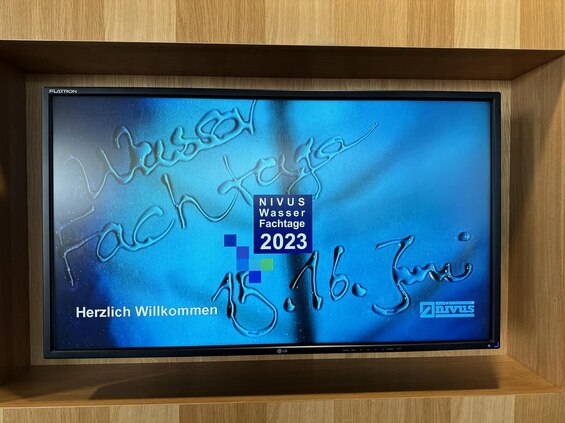 FLATRON
Wasser
Fachtage
NIVUS
Wasser
Fachtage
2023
15. 16. Juni
Herzlich Willkommen
nivus
LG